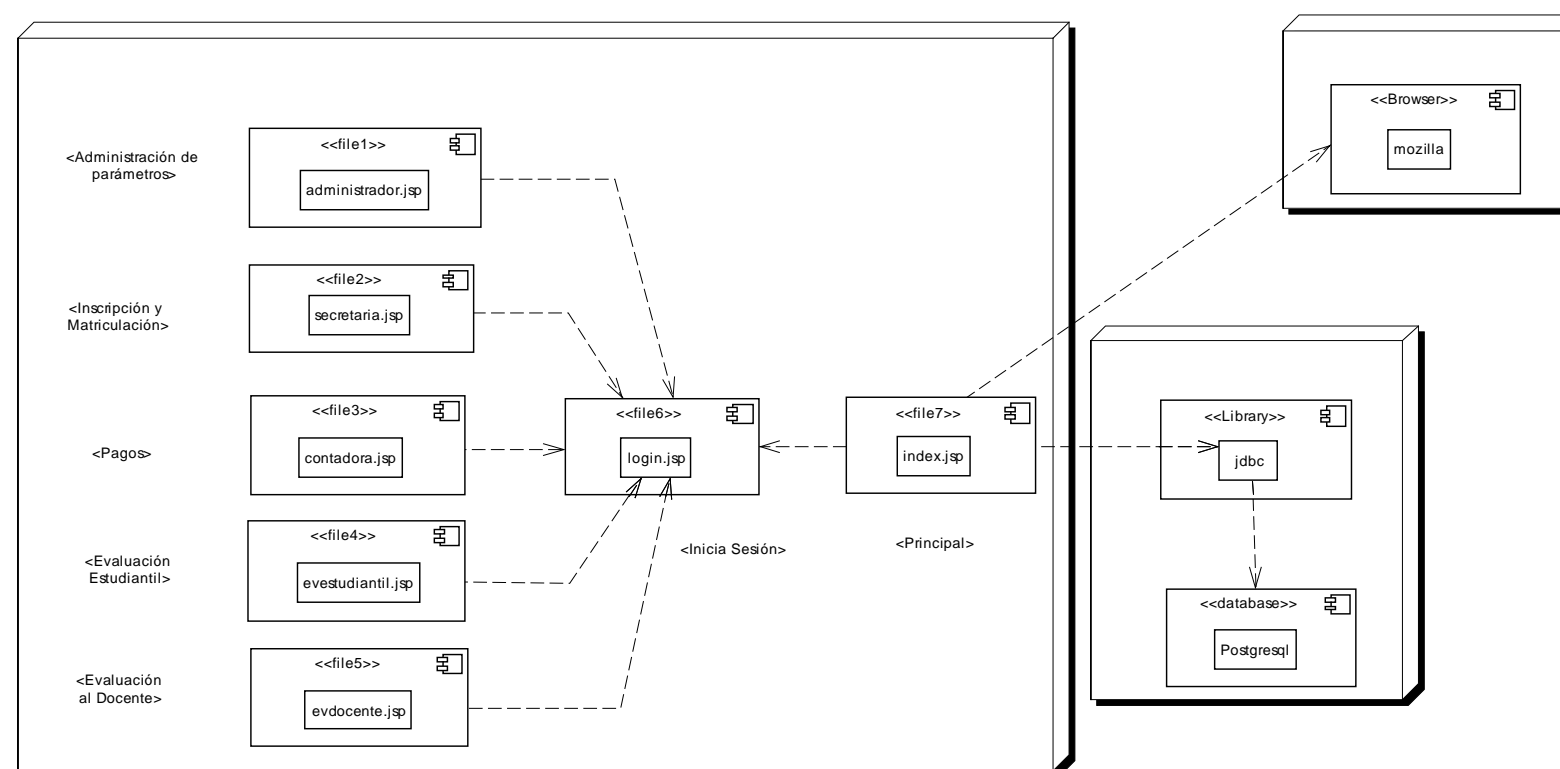 <<Browser>>
mozilla
<Administración de
parámetros>
<<file1>>
administrador.jsp
<Inscripción y
Matriculación>
<<file2>>
secretaria.jsp
<Pagos>
<<file3>>
contadora.jsp
<<file6>>
login.jsp
<Inicia Sesión>
<<file7>>
index.jsp
<Principal>
<<Library>>
jdbc
<<database>>
Postgresql
<Evaluación
Estudiantil>
<<file4>>
evestudiantil.jsp
<Evaluación
al Docente>
<<file5>>
evdocente.jsp